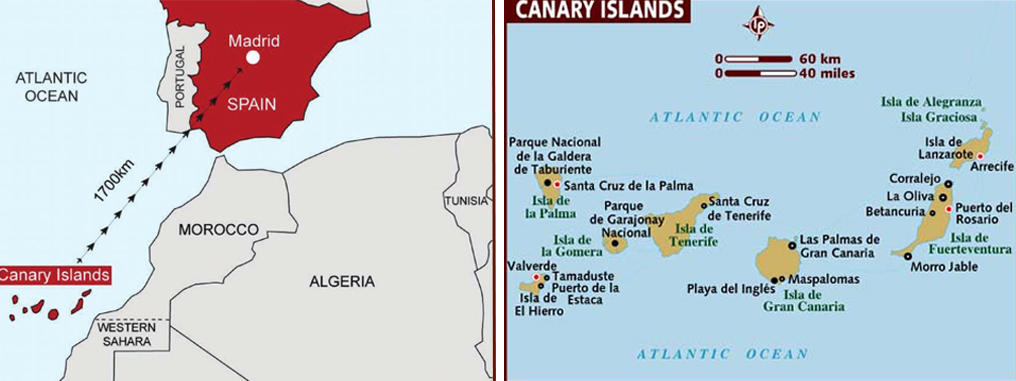 Madrid
ATLANTIC
OCEAN
PORTUGAL
SPAIN
1700km
TUNISIA
MOROCCO
Canary Islands
ALGERIA
WESTERN
SAHARA
CANARY ISLANDS
lp
0 60 km
0 40 miles
ATLANTIC OCEAN
Isla de Alegranza
Isla Graciosa
Isla de
Lanzarote
Arrecife
Parque Nacional
de la Galdera
de Taburiente
Santa Cruz de la Palma
Isla de
la Palma
Corralejo
La Oliva
Betancuria
Puerto del
Rosario
Isla de
Fuerteventura
Morro Jable
Parque
de Garajonay
Nacional
Santa Cruz
de Tenerife
Isla de
Tenerife
Isla de
la Gomera
Las Palmas de
Gran Canaria
Valverde
Tamaduste
Puerto de la
Estaca
Isla de
El Hierro
Maspalomas
Playa del Inglés
Isla de
Gran Canaria
ATLANTIC OCEAN